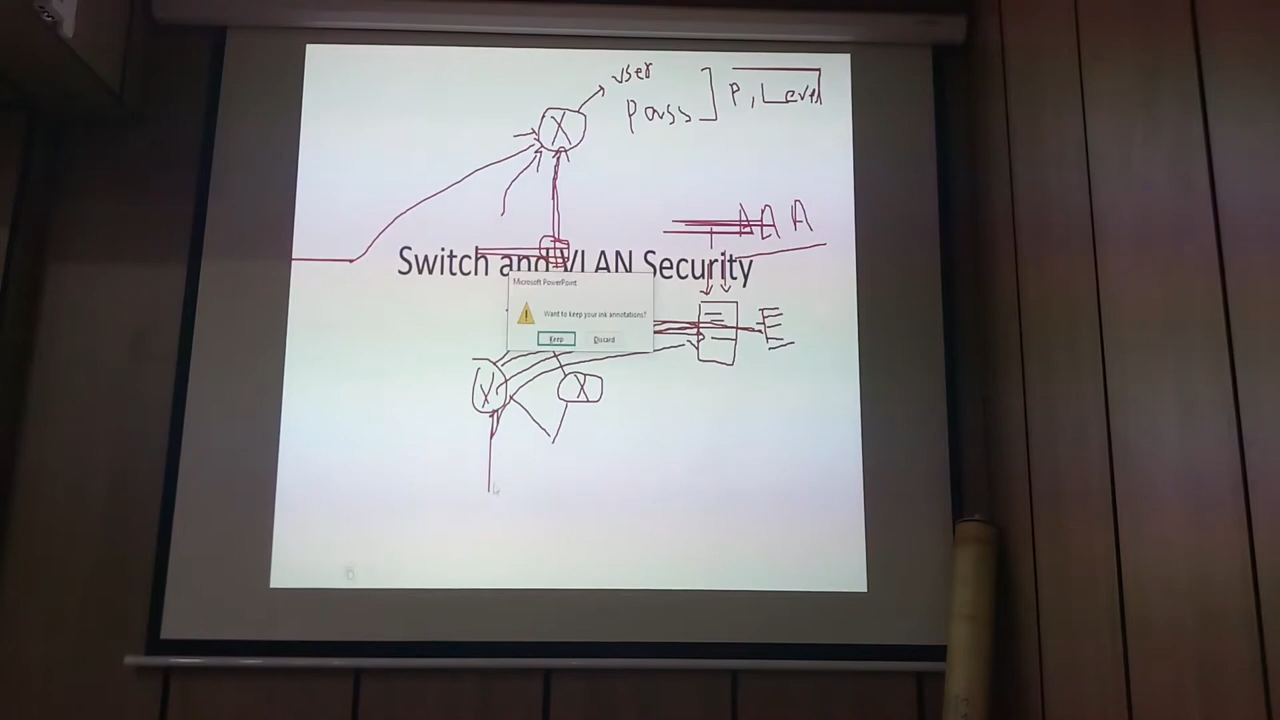 user
pass
P, Level
AAA
Switch and VLAN Security
Microsoft PowerPoint
Want to keep your ink annotations?
Keep
Discard
X
X
X